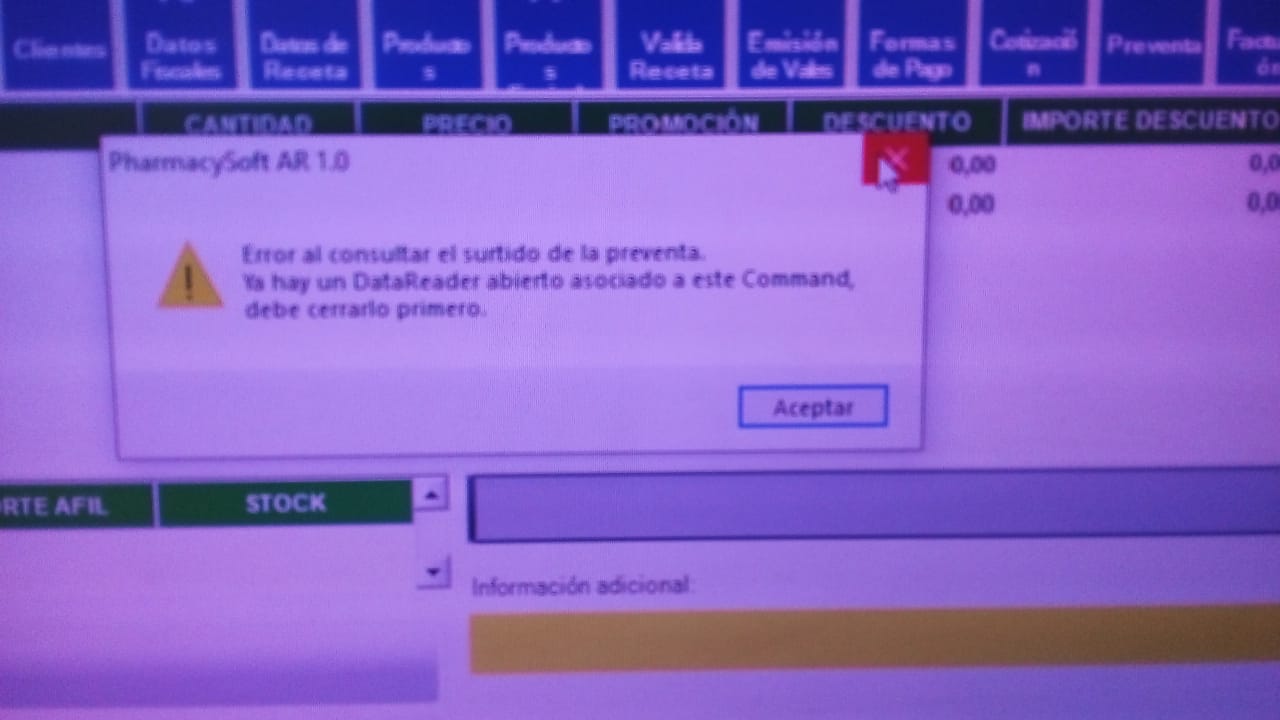 Clientes
Datos Fiscales
Datos de Receta
Producto s
Producto s
Valida Receta
Emisión de Vales
Formas de Pago
Cotizació n
Preventa
CANTIDAD PRECIO PROMOCIÓN DESCUENTO IMPORTE DESCUENTO
PharmacySoft AR 1.0
0,00 0,0
0,00 0,0
Error al consultar el surtido de la preventa.
Ya hay un DataReader abierto asociado a este Command,
debe cerrarlo primero.
Aceptar
RTE AFIL STOCK
Información adicional: